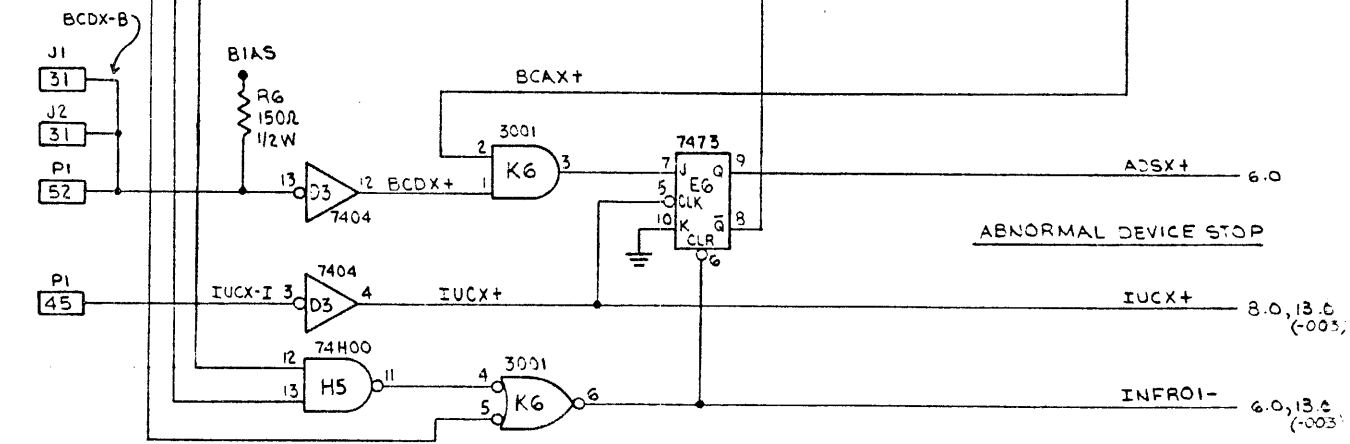 BCDX-B
J1
31
BIAS
BCAX+
J2
31
R6
150Ω
1/2W
3001
7473
P1
52
2
K6
3
7
J
Q
9
ADSX+
6.0
13
D3
12
BCDX+
1
5
E6
CLK
7404
10
K
Q̅
8
CLR
6
ABNORMAL DEVICE STOP
P1
45
IUCX-I
3
7404
D3
4
IUCX+
IUCX+
8.0, 13.0
(-003)
12
74H00
13
H5
11
3001
4
5
K6
6
INFR01-
6.0, 13.0
(-003)